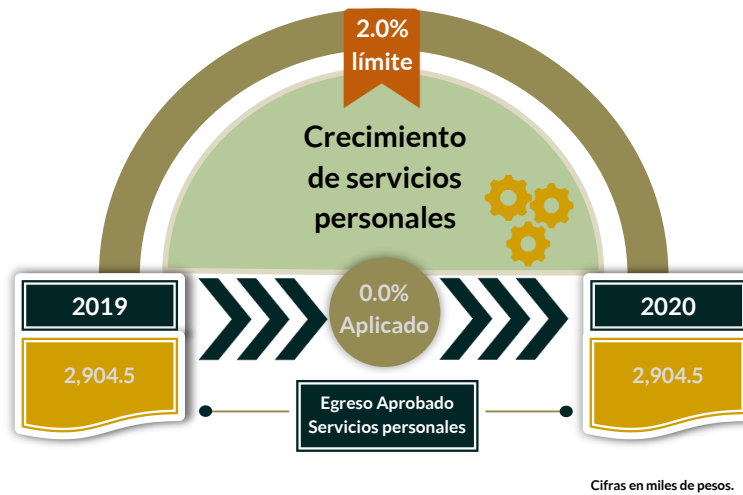 2.0%
límite
Crecimiento
de servicios
personales
2019
0.0%
Aplicado
2020
2,904.5
2,904.5
Egreso Aprobado
Servicios personales
Cifras en miles de pesos.